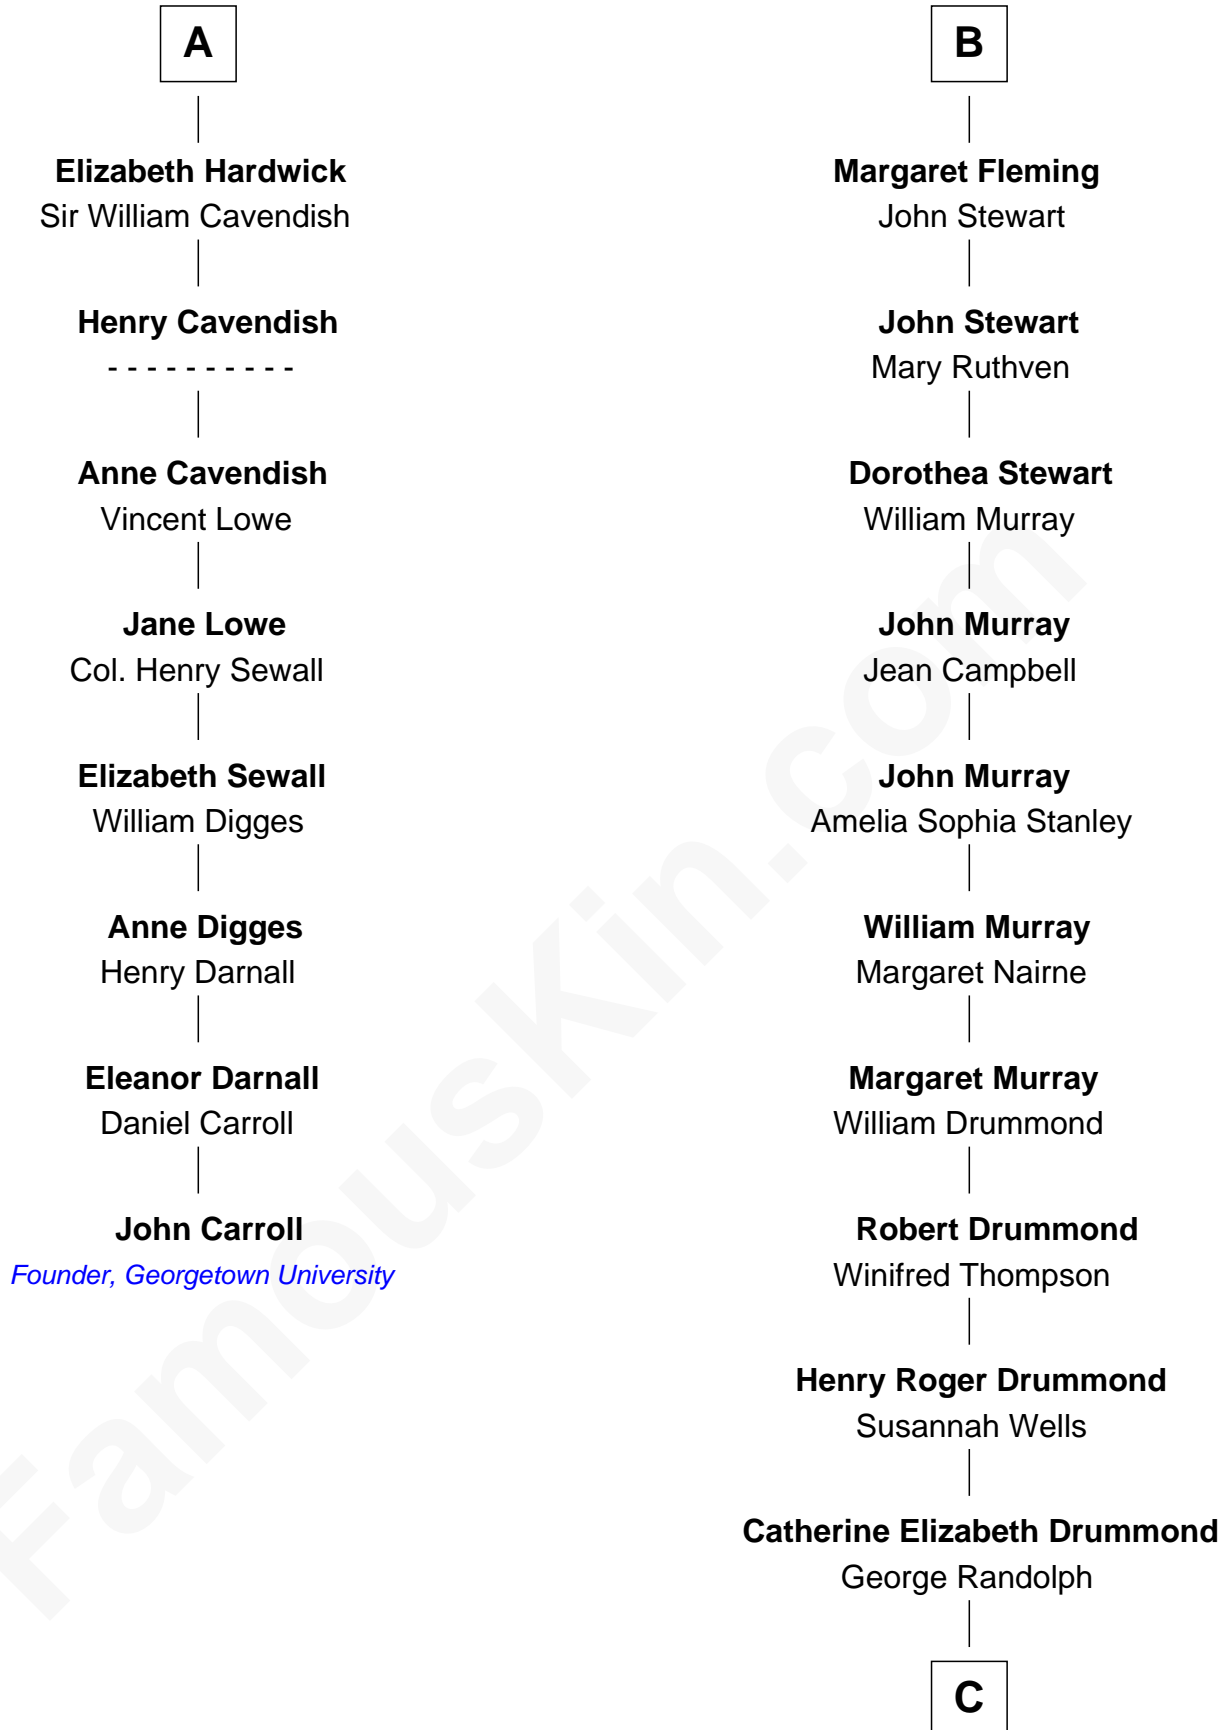 A
Elizabeth Hardwick
Sir William Cavendish
Henry Cavendish
- - - - - - - - - -
Anne Cavendish
Vincent Lowe
Jane Lowe
Col. Henry Sewall
Elizabeth Sewall
William Digges
Anne Digges
Henry Darnall
Eleanor Darnall
Daniel Carroll
John Carroll
Founder, Georgetown University
B
Margaret Fleming
John Stewart
John Stewart
Mary Ruthven
Dorothea Stewart
William Murray
John Murray
Jean Campbell
John Murray
Amelia Sophia Stanley
William Murray
Margaret Nairne
Margaret Murray
William Drummond
Robert Drummond
Winifred Thompson
Henry Roger Drummond
Susannah Wells
Catherine Elizabeth Drummond
George Randolph
C
FamousKin.com